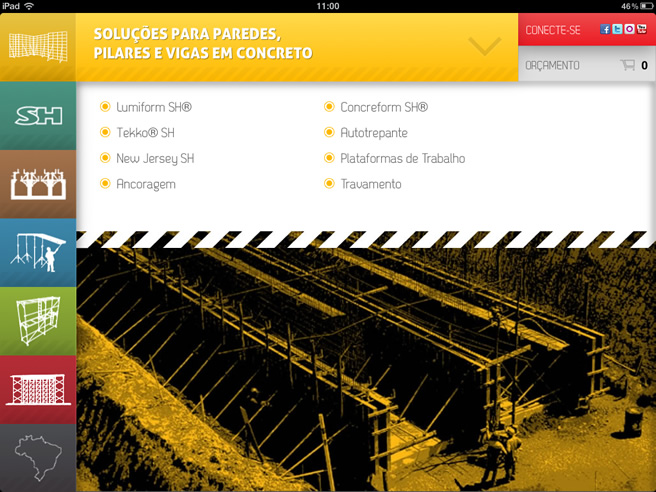 iPad
11:00
46%
SOLUÇÕES PARA PAREDES,
PILARES E VIGAS EM CONCRETO
CONECTE-SE
ORÇAMENTO
0
SH
Lumiform SH®
Concreform SH®
Tekko® SH
Autotrepante
New Jersey SH
Plataformas de Trabalho
Ancoragem
Travamento